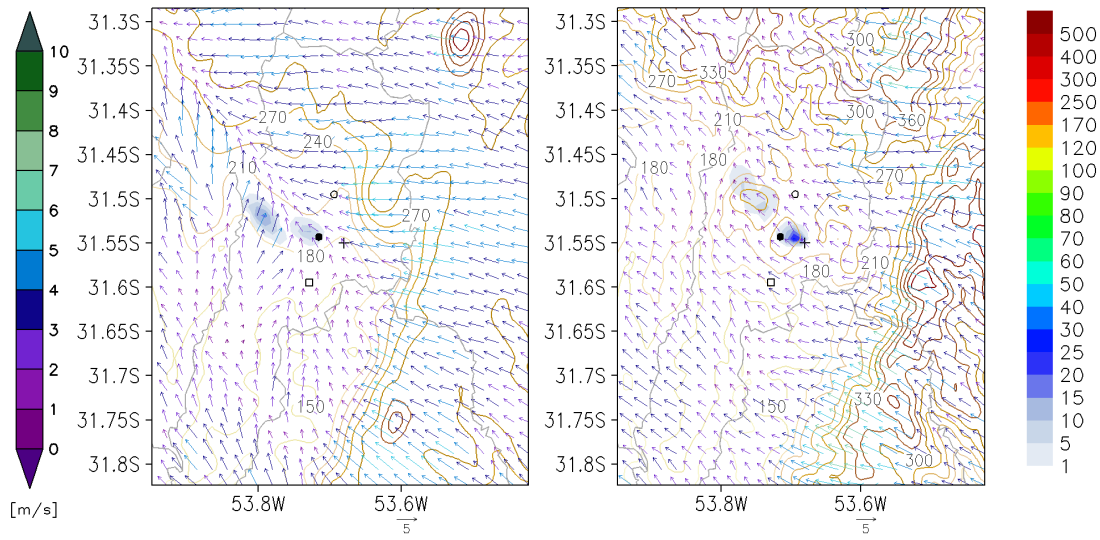 10
9
8
7
6
5
4
3
2
1
0
[m/s]
31.3S
31.35S
31.4S
31.45S
31.5S
31.55S
31.6S
31.65S
31.7S
31.75S
31.8S
270
240
210
270
180
150
53.8W
53.6W
5
31.3S
31.35S
31.4S
31.45S
31.5S
31.55S
31.6S
31.65S
31.7S
31.75S
31.8S
300
270
330
210
300
360
180
180
270
210
180
150
330
300
53.8W
53.6W
5
500
400
300
250
170
120
100
90
80
70
60
50
40
30
25
20
15
10
5
1